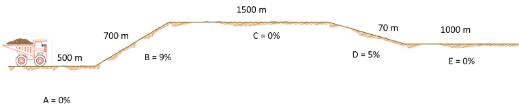 1500 m
700 m
70 m
1000 m
500 m
B = 9%
C = 0%
D = 5%
E = 0%
A = 0%